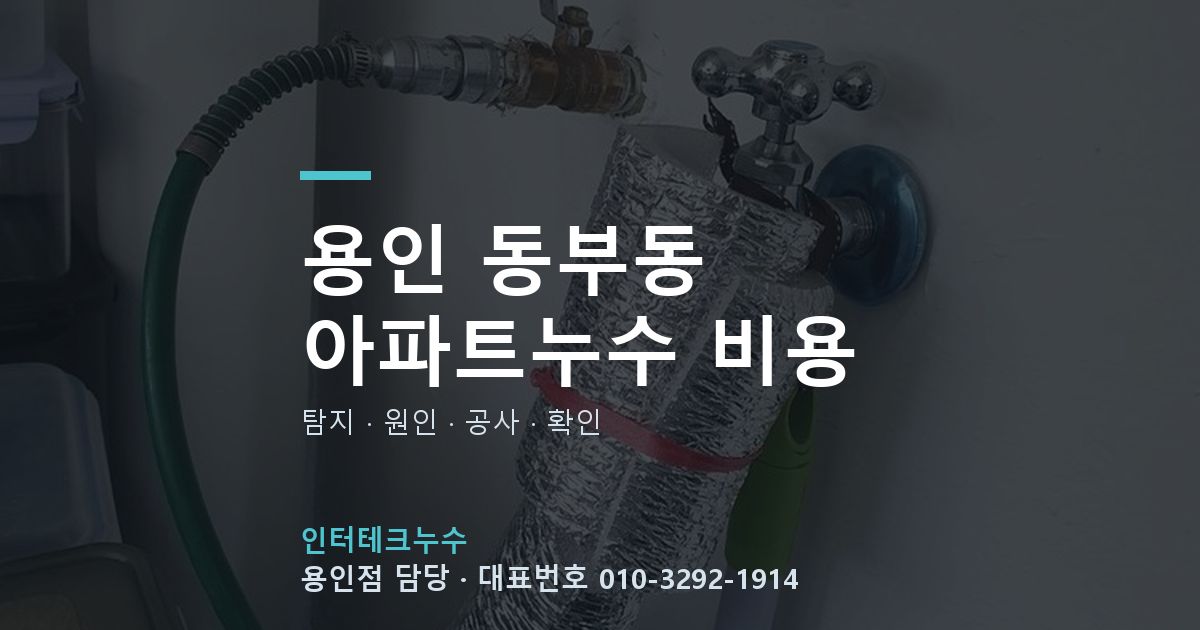 용인 동부동
아파트누수 비용
탐지 · 원인 · 공사 · 확인
인터테크누수
용인점 담당 · 대표번호 010-3292-1914